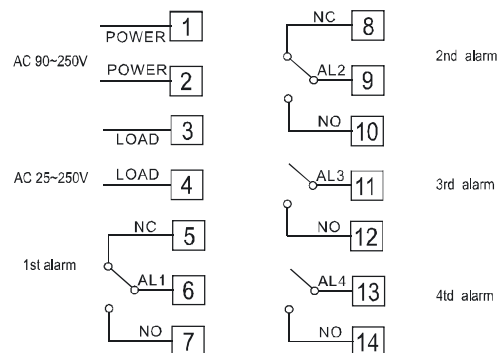 POWER 1
AC 90~250V
POWER 2
LOAD 3
AC 25~250V
LOAD 4
NC 5
1st alarm
AL1 6
NO 7
NC 8
2nd alarm
AL2 9
NO 10
AL3 11
3rd alarm
NO 12
AL4 13
4td alarm
NO 14